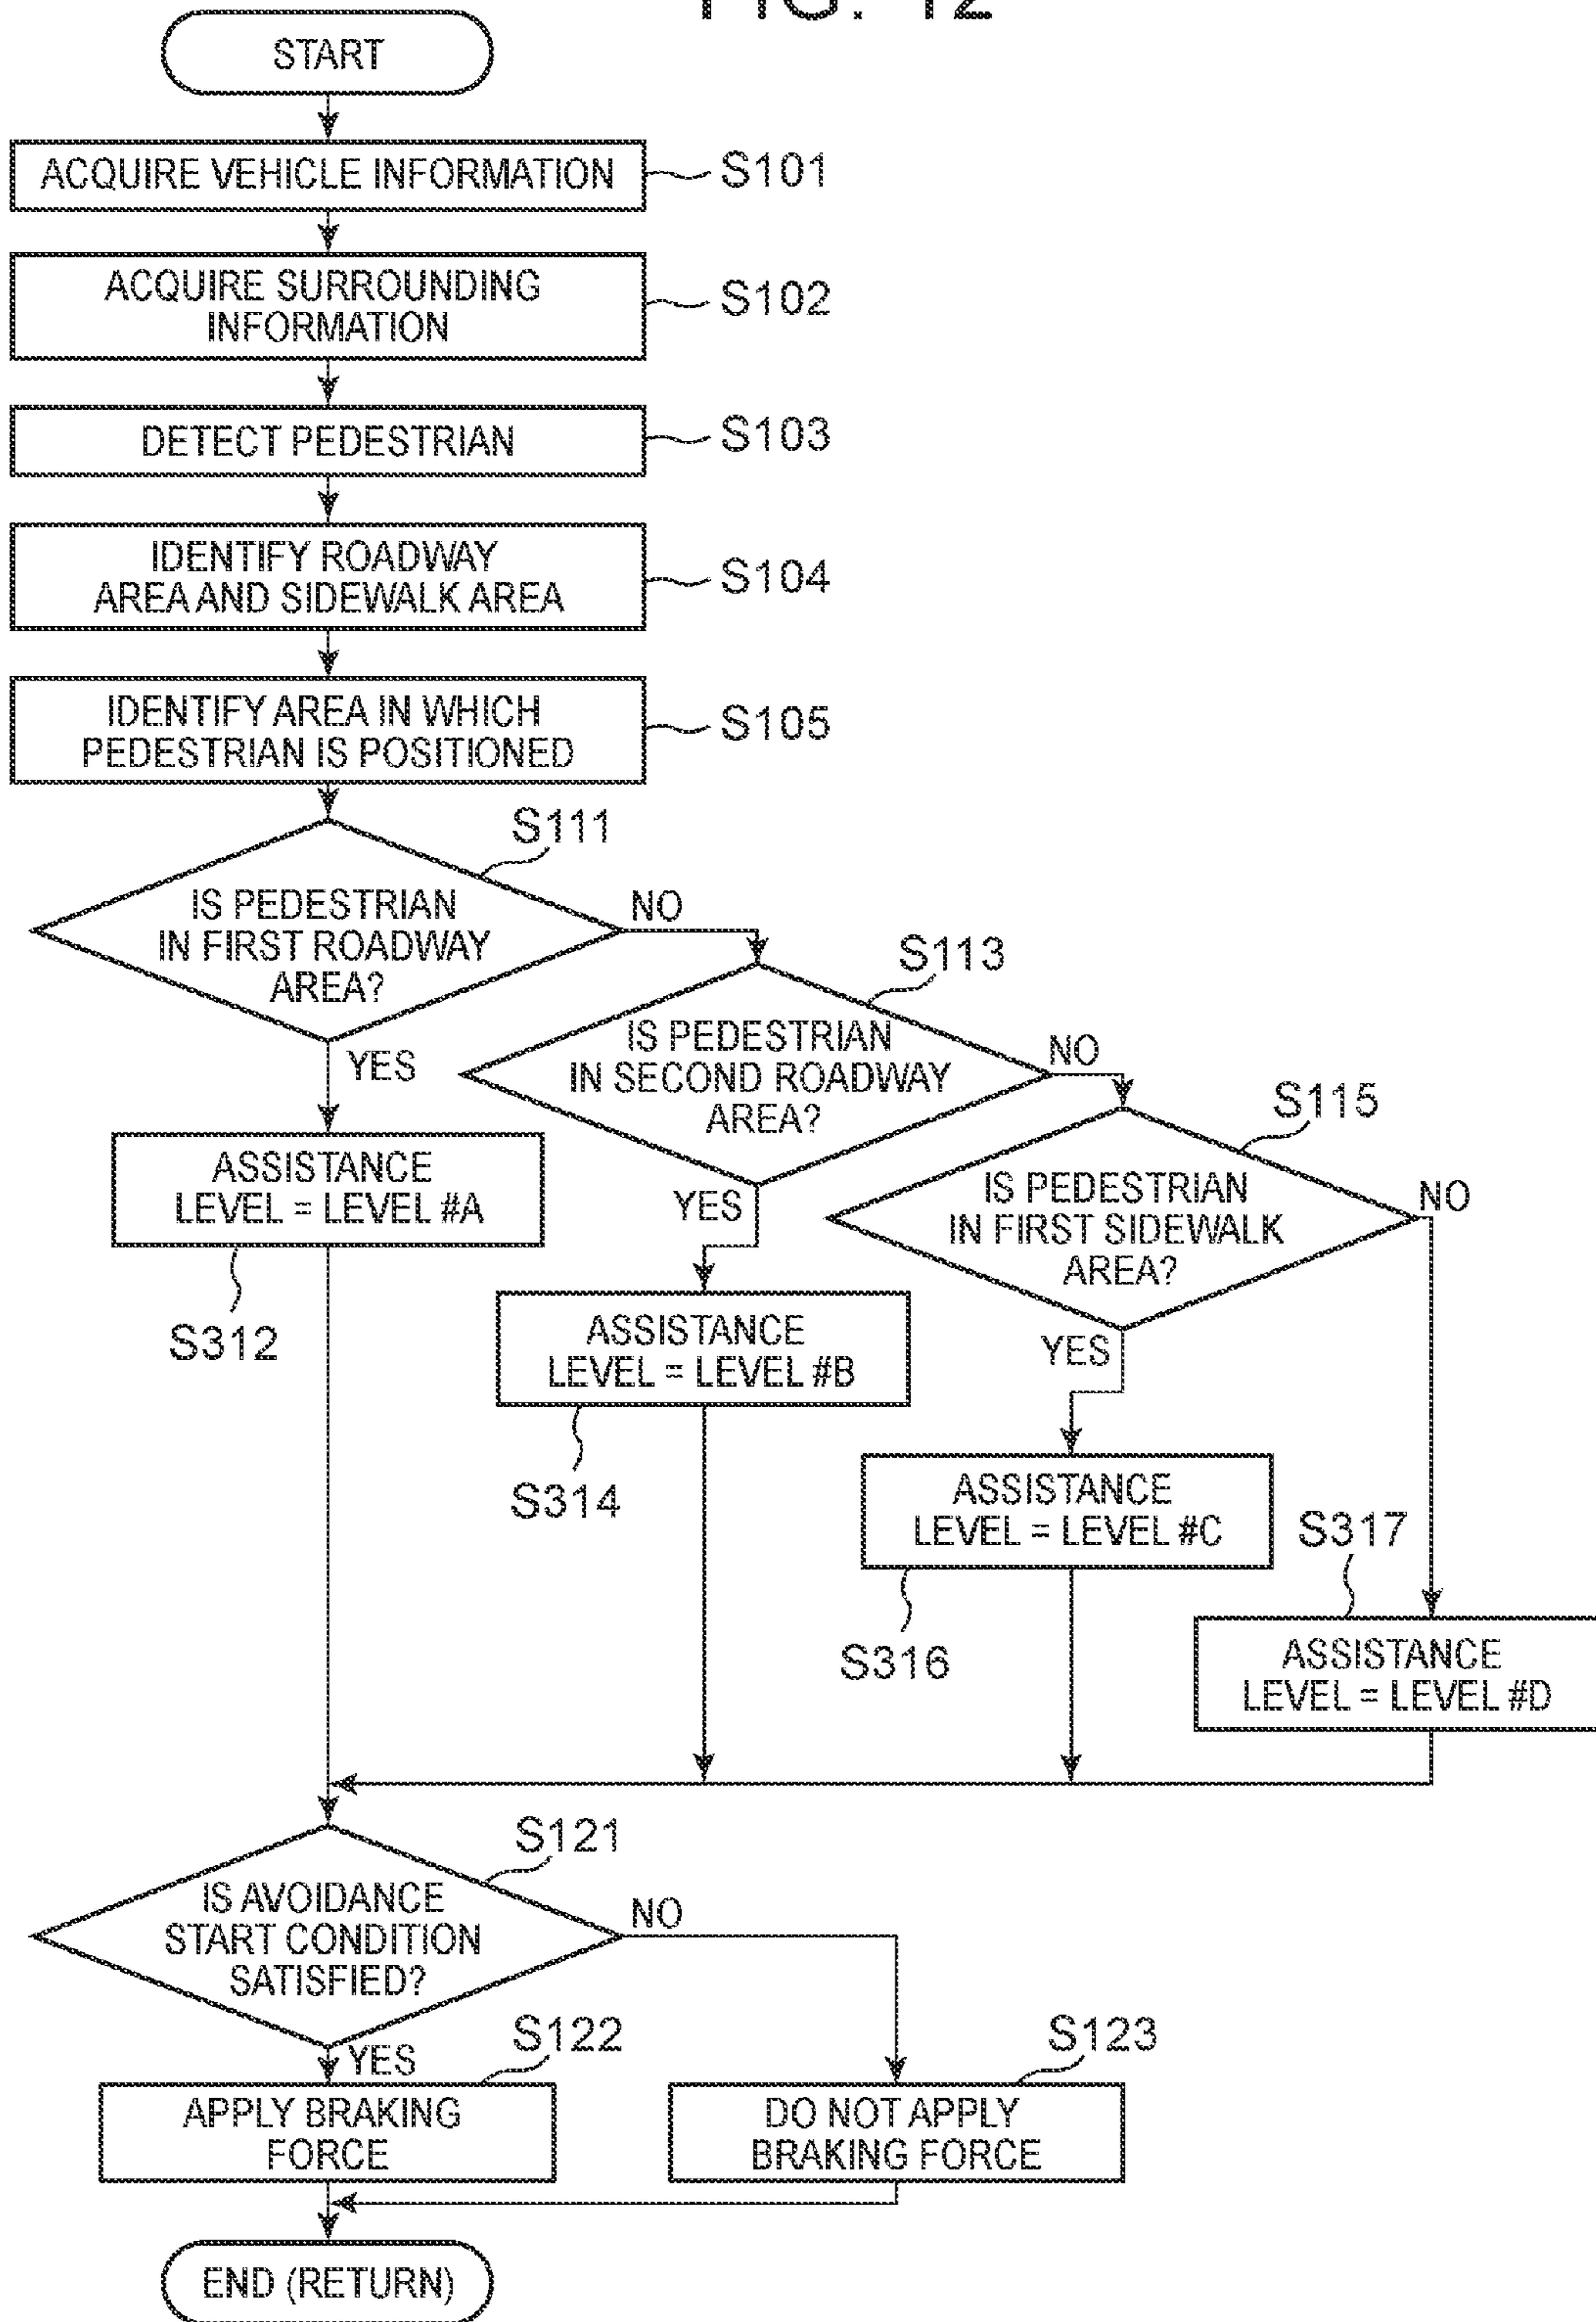 FIG. 12
START
ACQUIRE VEHICLE INFORMATION
S101
ACQUIRE SURROUNDING
INFORMATION
S102
DETECT PEDESTRIAN
S103
IDENTIFY ROADWAY
AREA AND SIDEWALK AREA
S104
IDENTIFY AREA IN WHICH
PEDESTRIAN IS POSITIONED
S105
S111
IS PEDESTRIAN
IN FIRST ROADWAY
AREA?
NO
YES
S113
IS PEDESTRIAN
IN SECOND ROADWAY
AREA?
NO
YES
S115
IS PEDESTRIAN
IN FIRST SIDEWALK
AREA?
NO
YES
ASSISTANCE
LEVEL = LEVEL #A
S312
ASSISTANCE
LEVEL = LEVEL #B
S314
ASSISTANCE
LEVEL = LEVEL #C
S316
S317
ASSISTANCE
LEVEL = LEVEL #D
S121
IS AVOIDANCE
START CONDITION
SATISFIED?
NO
YES
S122
APPLY BRAKING
FORCE
S123
DO NOT APPLY
BRAKING FORCE
END (RETURN)